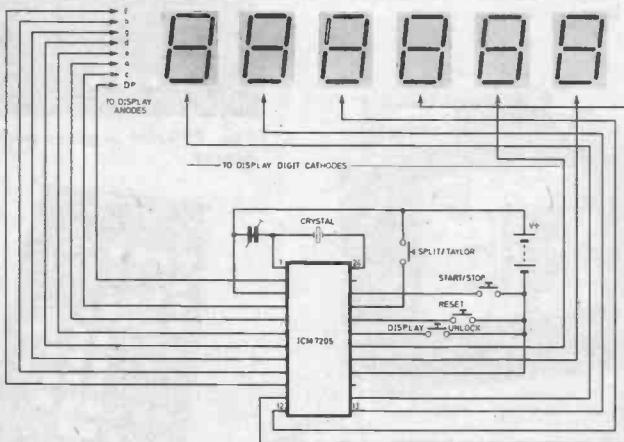 f
b
g
d
e
a
c
DP
TO DISPLAY
ANODES
TO DISPLAY DIGIT CATHODES
CRYSTAL
V+
SPLIT/TAYLOR
START/STOP
RESET
DISPLAY UNLOCK
1
ICM7205
12
13